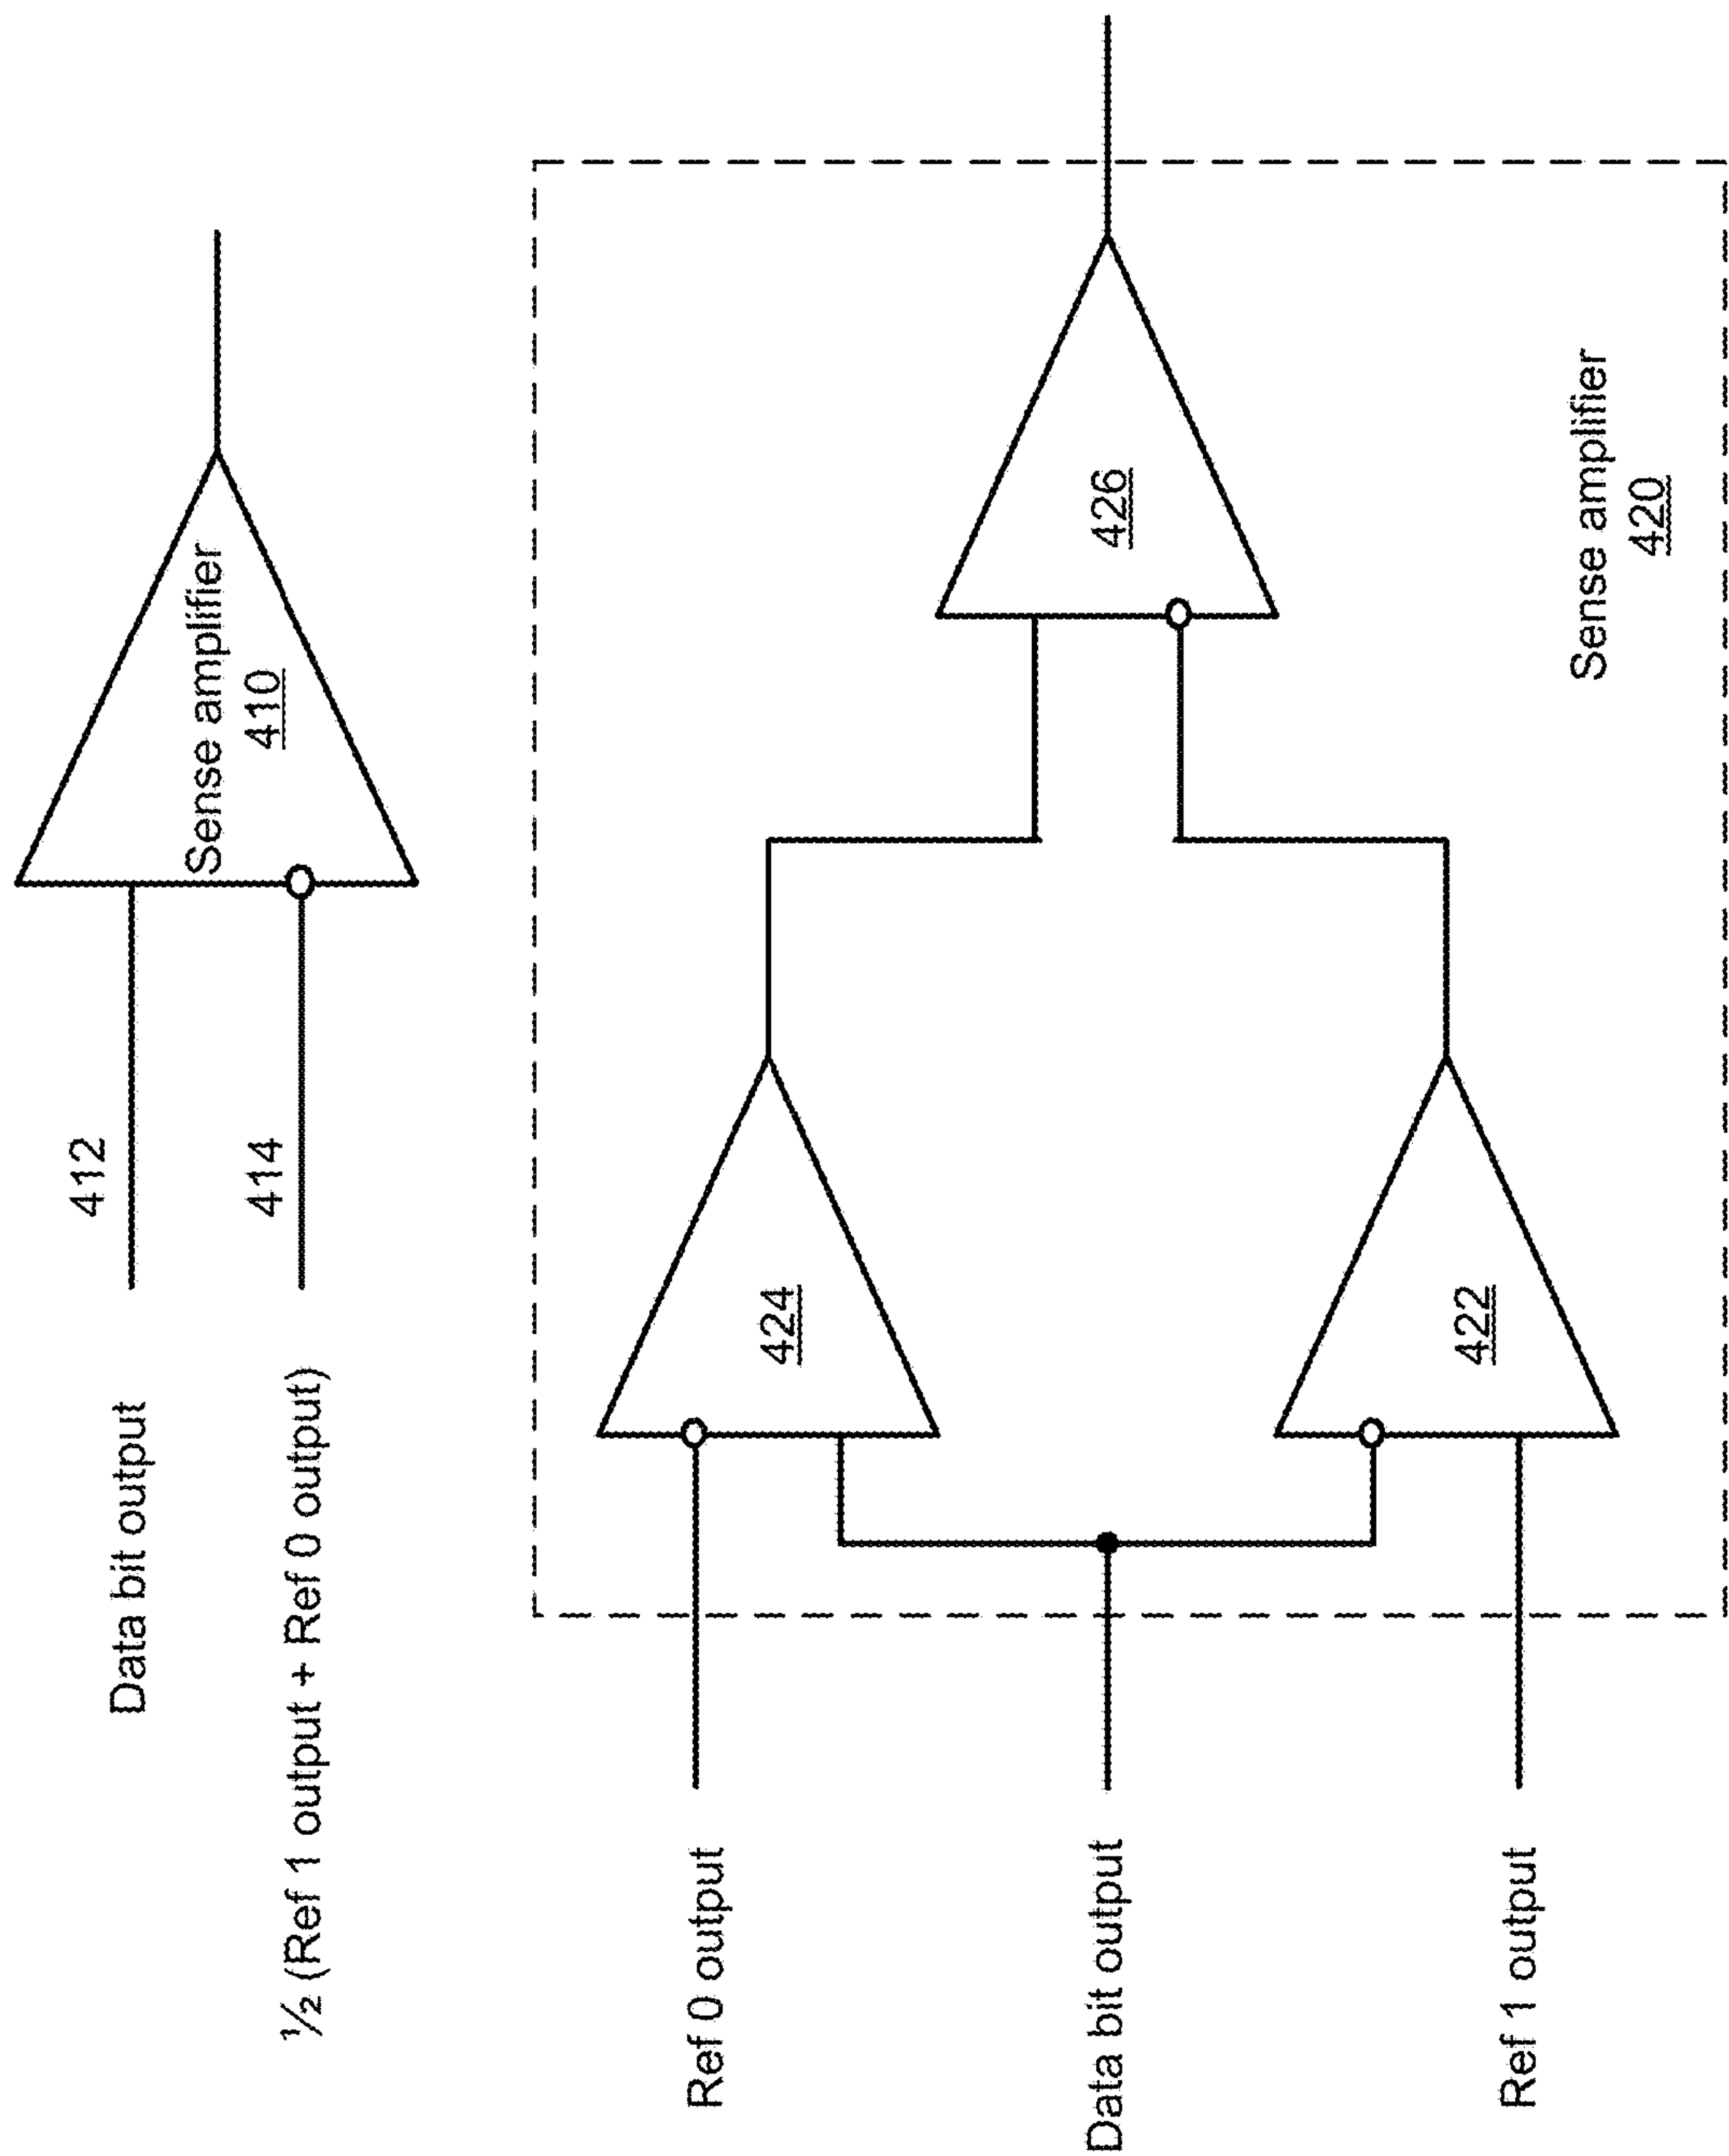 Data bit output
412
½ (Ref 1 output + Ref 0 output)
414
Sense amplifier
410
Ref 0 output
Data bit output
Ref 1 output
424
422
426
Sense amplifier
420